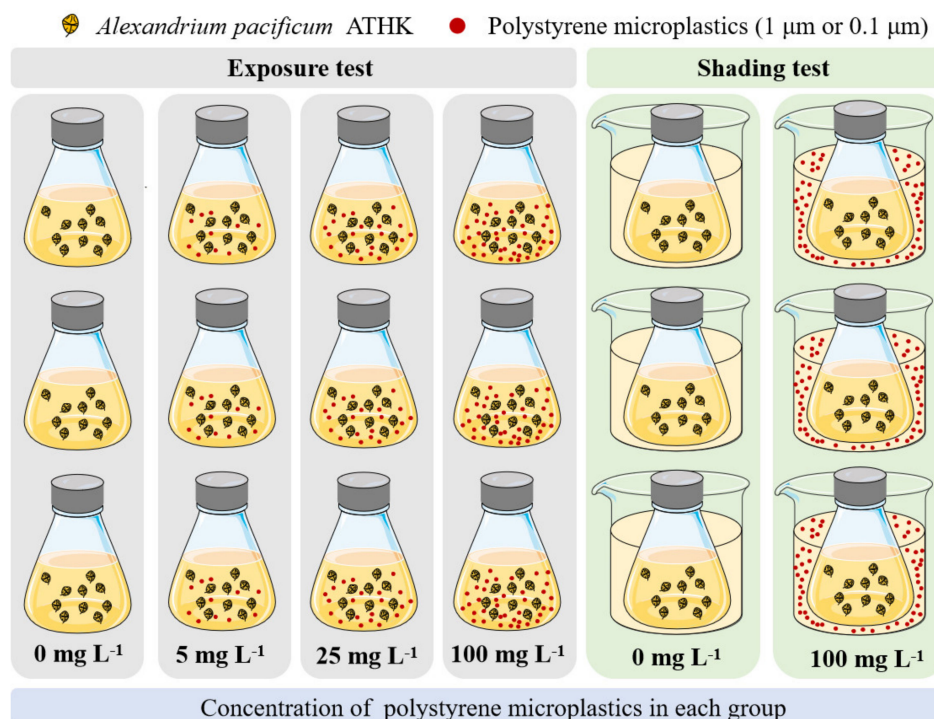 Alexandrium pacificum ATHK Polystyrene microplastics (1 μm or 0.1 μm)
Exposure test Shading test
0 mg L⁻¹ 5 mg L⁻¹ 25 mg L⁻¹ 100 mg L⁻¹ 0 mg L⁻¹ 100 mg L⁻¹
Concentration of polystyrene microplastics in each group